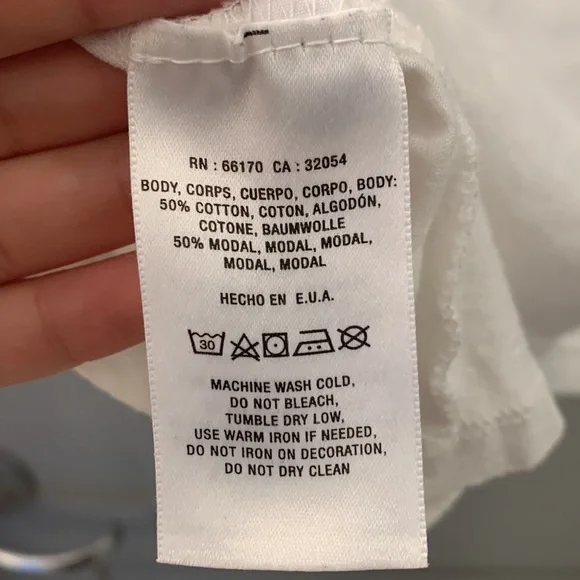 RN : 66170 CA : 32054
BODY, CORPS, CUERPO, CORPO, BODY:
50% COTTON, COTON, ALGODÓN,
COTONE, BAUMWOLLE
50% MODAL, MODAL, MODAL,
MODAL, MODAL
HECHO EN E.U.A.
30
MACHINE WASH COLD,
DO NOT BLEACH,
TUMBLE DRY LOW,
USE WARM IRON IF NEEDED,
DO NOT IRON ON DECORATION,
DO NOT DRY CLEAN